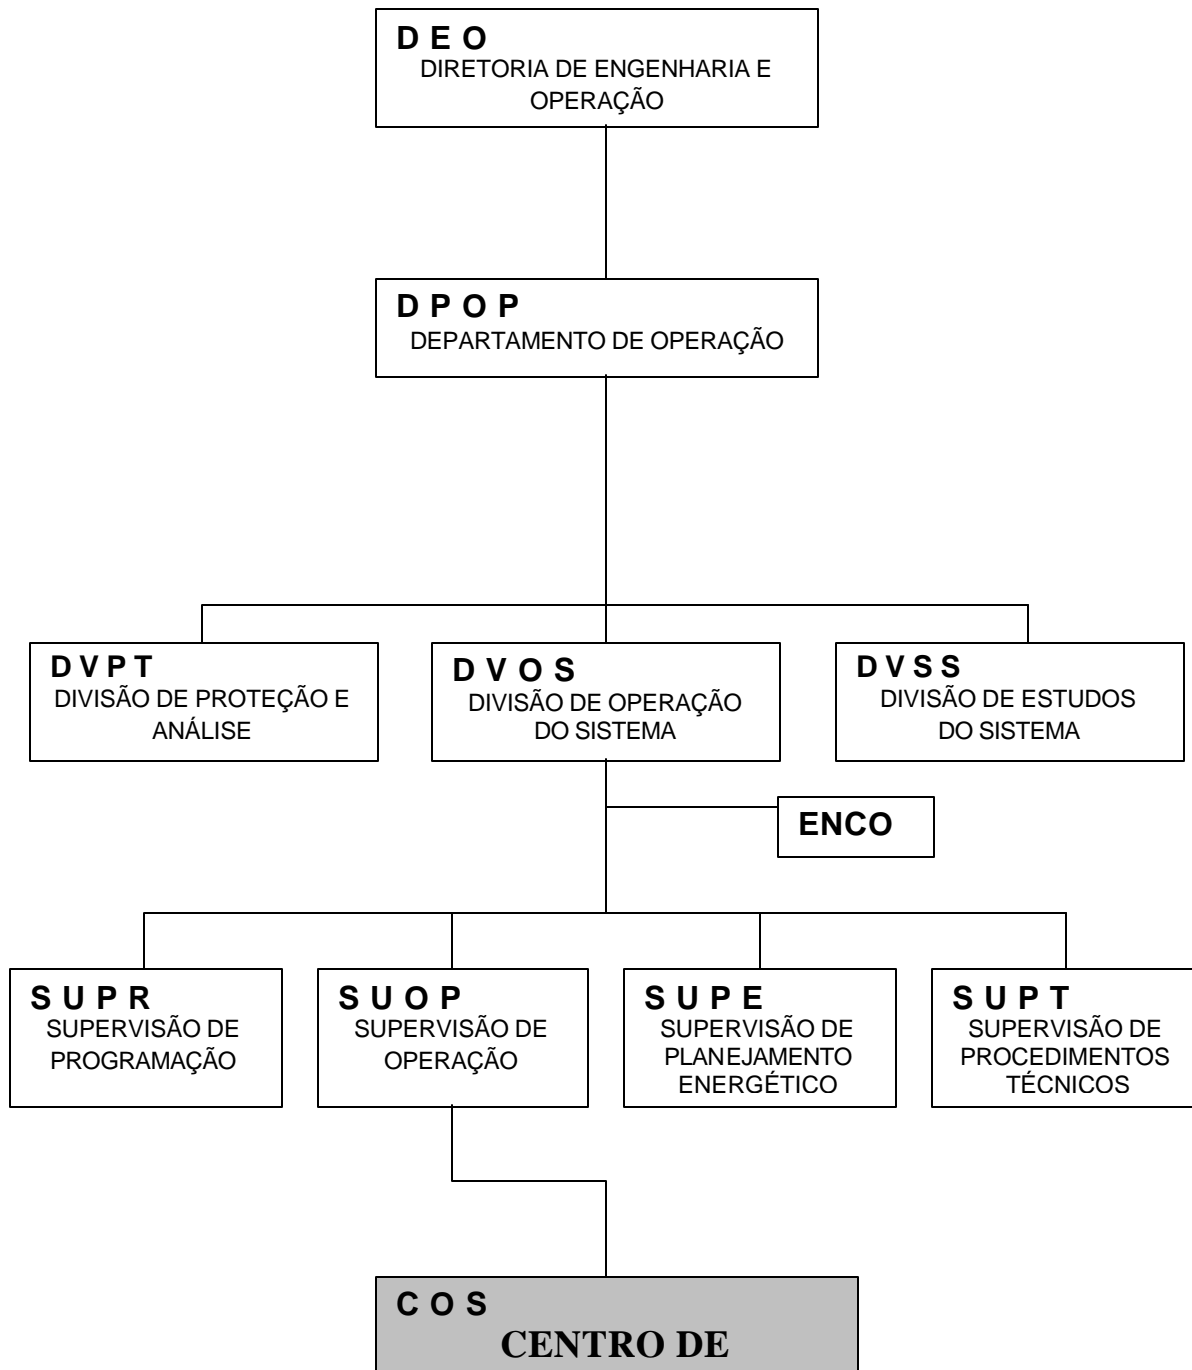 D E O
DIRETORIA DE ENGENHARIA E
OPERAÇÃO
D P O P
DEPARTAMENTO DE OPERAÇÃO
D V P T
DIVISÃO DE PROTEÇÃO E
ANÁLISE
D V O S
DIVISÃO DE OPERAÇÃO
DO SISTEMA
D V S S
DIVISÃO DE ESTUDOS
DO SISTEMA
ENCO
S U P R
SUPERVISÃO DE
PROGRAMAÇÃO
S U O P
SUPERVISÃO DE
OPERAÇÃO
S U P E
SUPERVISÃO DE
PLANEJAMENTO
ENERGÉTICO
S U P T
SUPERVISÃO DE
PROCEDIMENTOS
TÉCNICOS
C O S
CENTRO DE